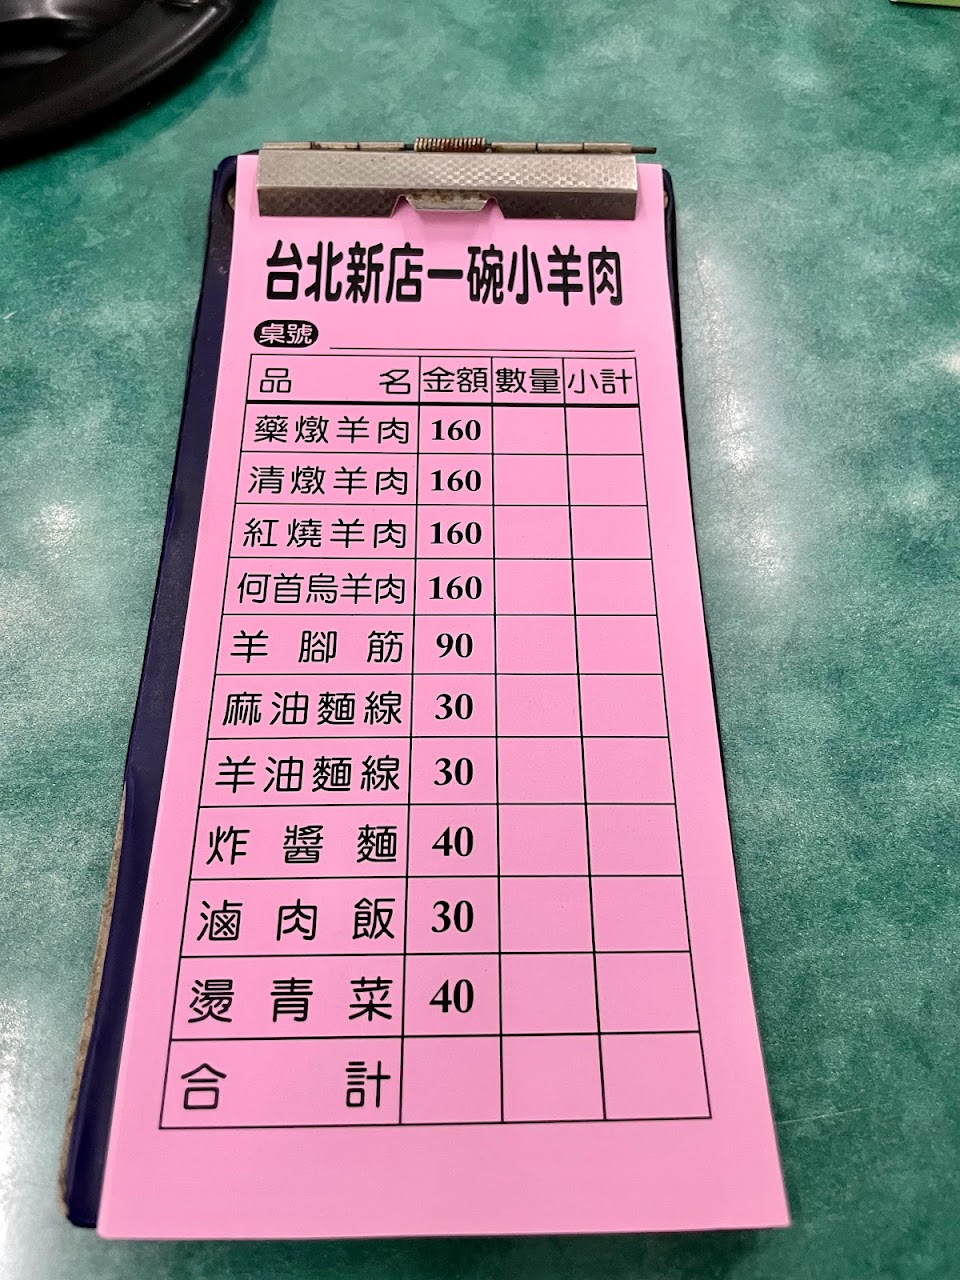 台北新店一碗小羊肉
桌號
品名 金額 數量 小計
藥燉羊肉 160
清燉羊肉 160
紅燒羊肉 160
何首烏羊肉 160
羊腳筋 90
麻油麵線 30
羊油麵線 30
炸醬麵 40
滷肉飯 30
燙青菜 40
合計